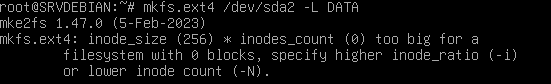 root@SRVDEBIAN:~# mkfs.ext4 /dev/sda2 -L DATA
mke2fs 1.47.0 (5-Feb-2023)
mkfs.ext4: inode_size (256) * inodes_count (0) too big for a
filesystem with 0 blocks, specify higher inode_ratio (-i)
or lower inode count (-N).